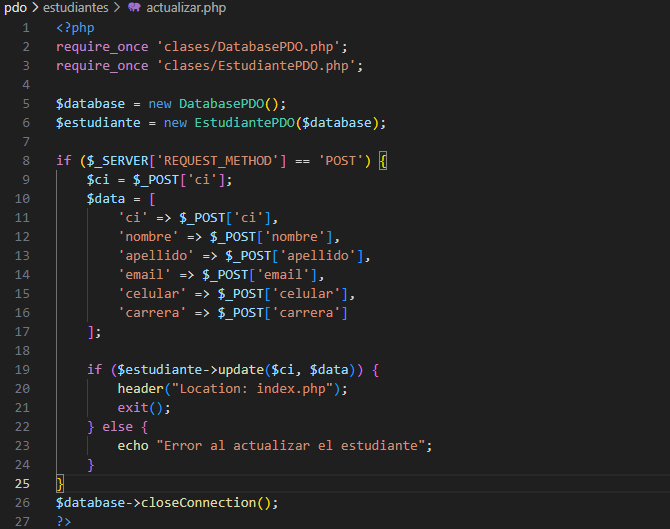 pdo > estudiantes > actualizar.php
1 <?php
2 require_once 'clases/DatabasePDO.php';
3 require_once 'clases/EstudiantePDO.php';
4
5 $database = new DatabasePDO();
6 $estudiante = new EstudiantePDO($database);
7
8 if ($_SERVER['REQUEST_METHOD'] == 'POST') {
9     $ci = $_POST['ci'];
10     $data = [
11         'ci' => $_POST['ci'],
12         'nombre' => $_POST['nombre'],
13         'apellido' => $_POST['apellido'],
14         'email' => $_POST['email'],
15         'celular' => $_POST['celular'],
16         'carrera' => $_POST['carrera']
17     ];
18
19     if ($estudiante->update($ci, $data)) {
20         header("Location: index.php");
21         exit();
22     } else {
23         echo "Error al actualizar el estudiante";
24     }
25 }
26 $database->closeConnection();
27 ?>